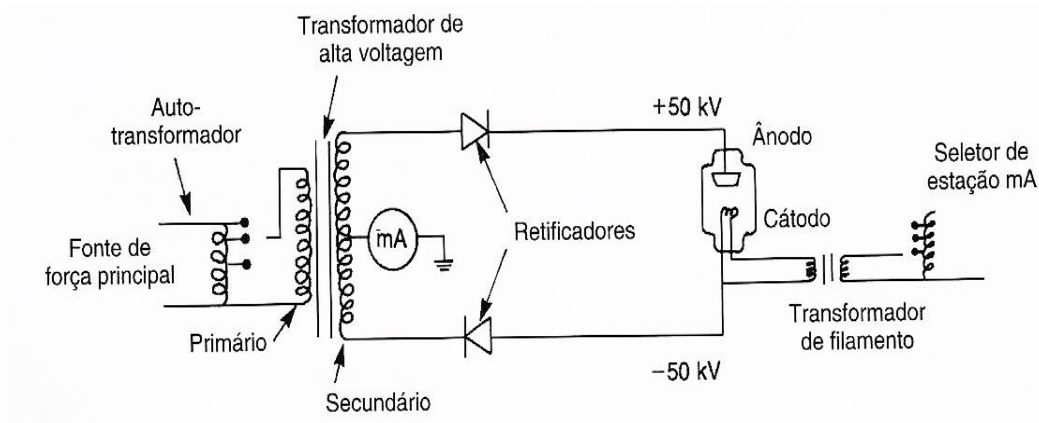 Transformador de
alta voltagem
Auto-
transformador
+50 kV
Ânodo
Seletor de
estação mA
Fonte de
força principal
mA
Retificadores
Cátodo
Primário
Transformador
de filamento
−50 kV
Secundário